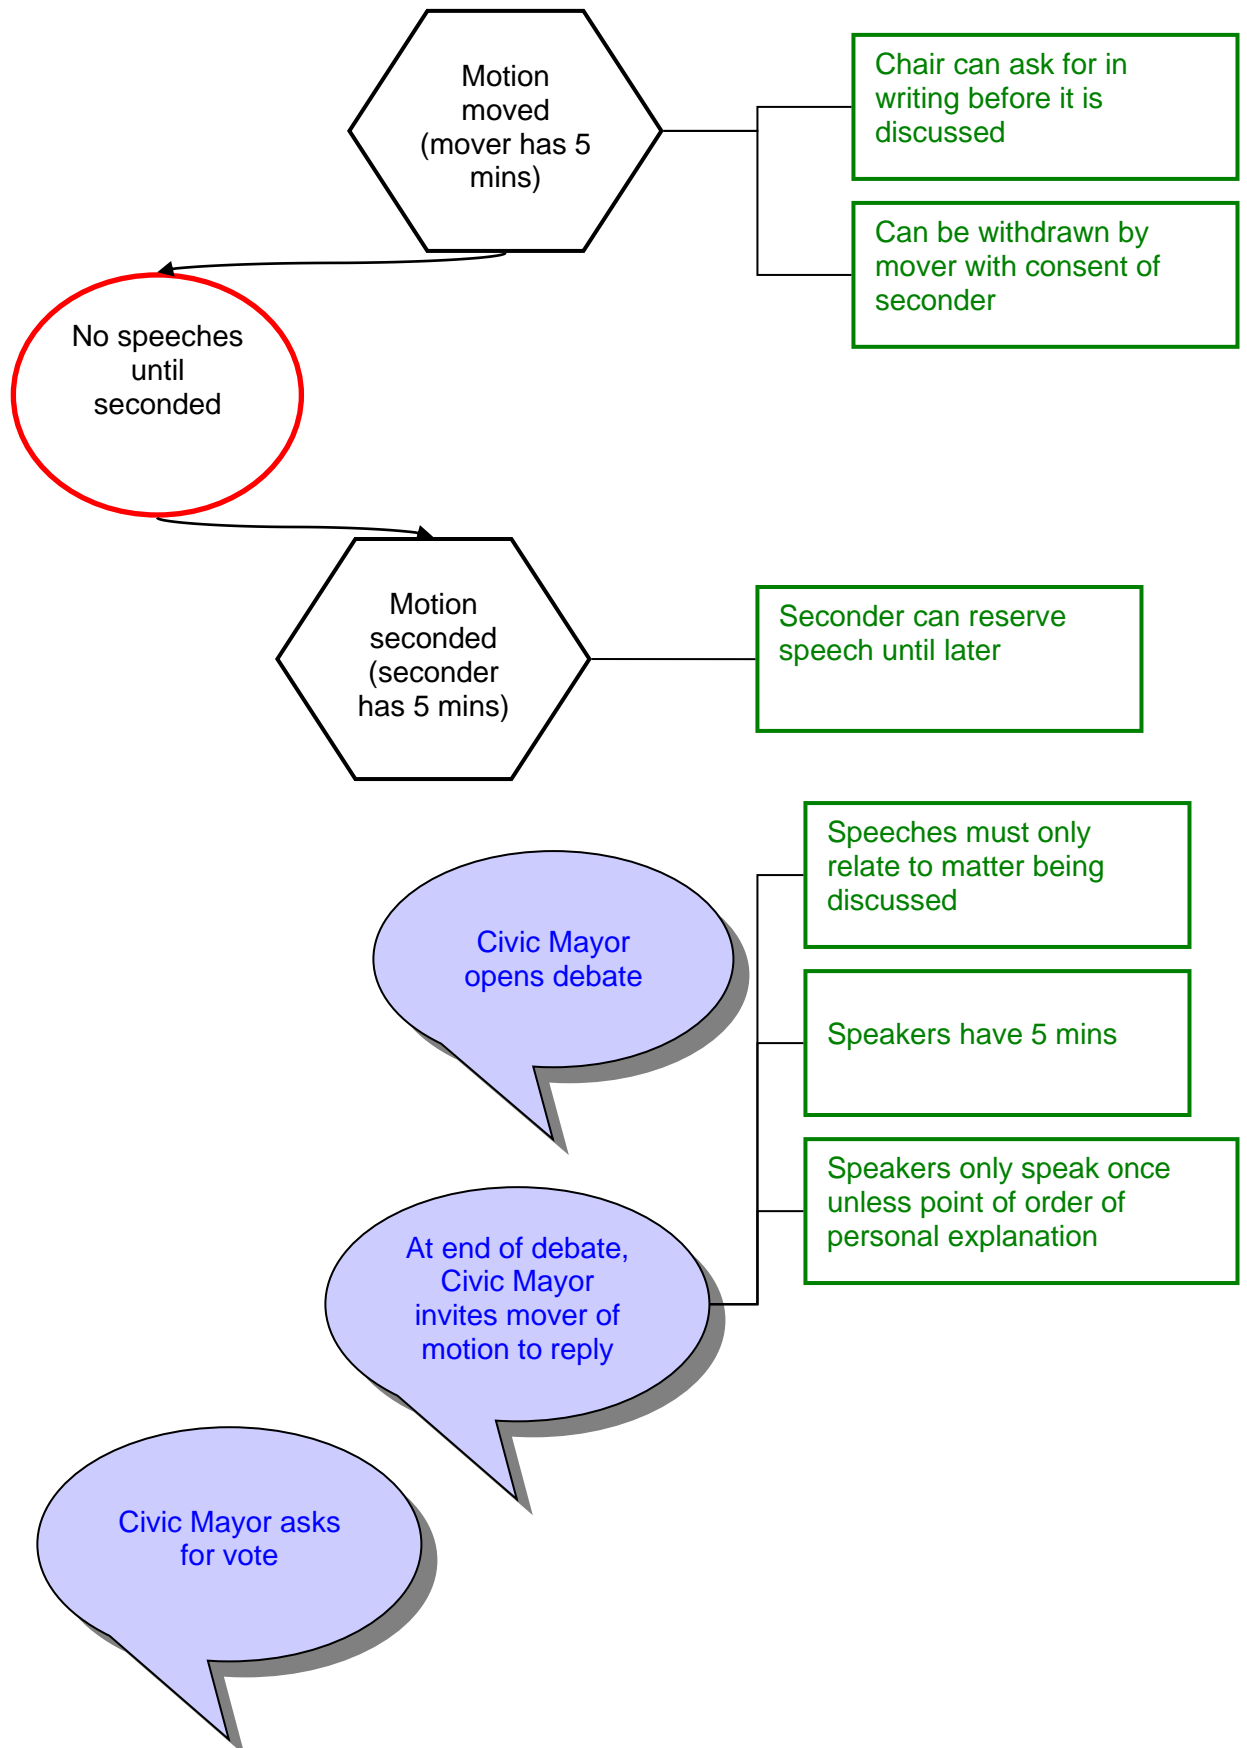 Motion
moved
(mover has 5
mins)
Chair can ask for in
writing before it is
discussed
Can be withdrawn by
mover with consent of
seconder
No speeches
until
seconded
Motion
seconded
(seconder
has 5 mins)
Seconder can reserve
speech until later
Speeches must only
relate to matter being
discussed
Civic Mayor
opens debate
Speakers have 5 mins
Speakers only speak once
unless point of order of
personal explanation
At end of debate,
Civic Mayor
invites mover of
motion to reply
Civic Mayor asks
for vote